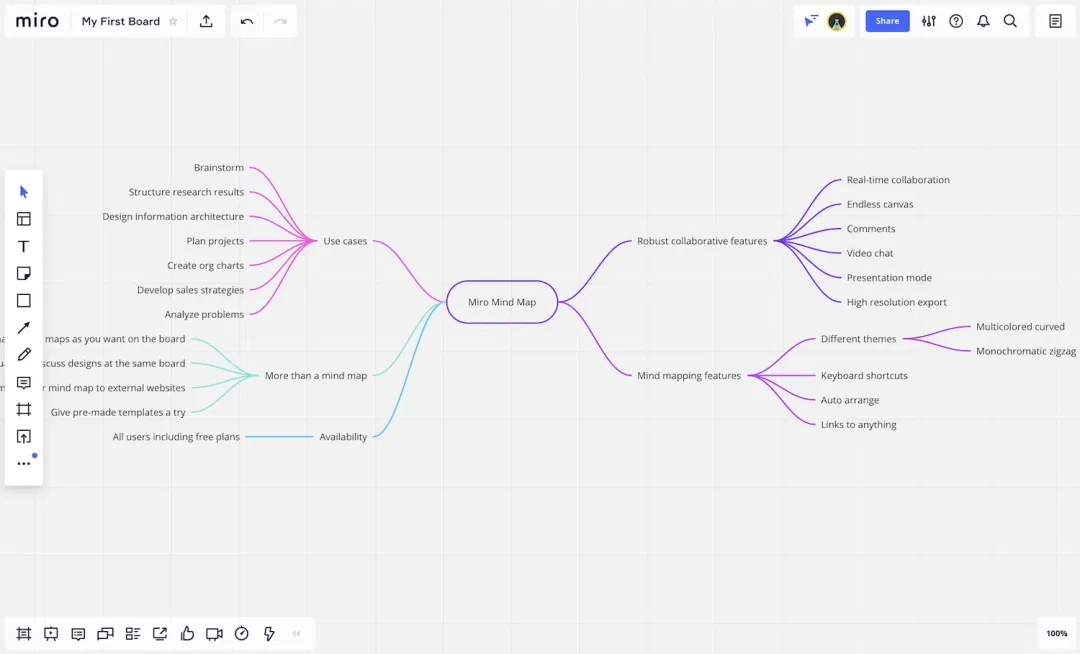 miro
My First Board
Share
Brainstorm
Structure research results
Design information architecture
Plan projects
Create org charts
Develop sales strategies
Analyze problems
Use cases
maps as you want on the board
designs at the same board
mind map to external websites
Give pre-made templates a try
More than a mind map
All users including free plans
Availability
Miro Mind Map
Robust collaborative features
Real-time collaboration
Endless canvas
Comments
Video chat
Presentation mode
High resolution export
Mind mapping features
Different themes
Multicolored curved
Monochromatic zigzag
Keyboard shortcuts
Auto arrange
Links to anything
100%